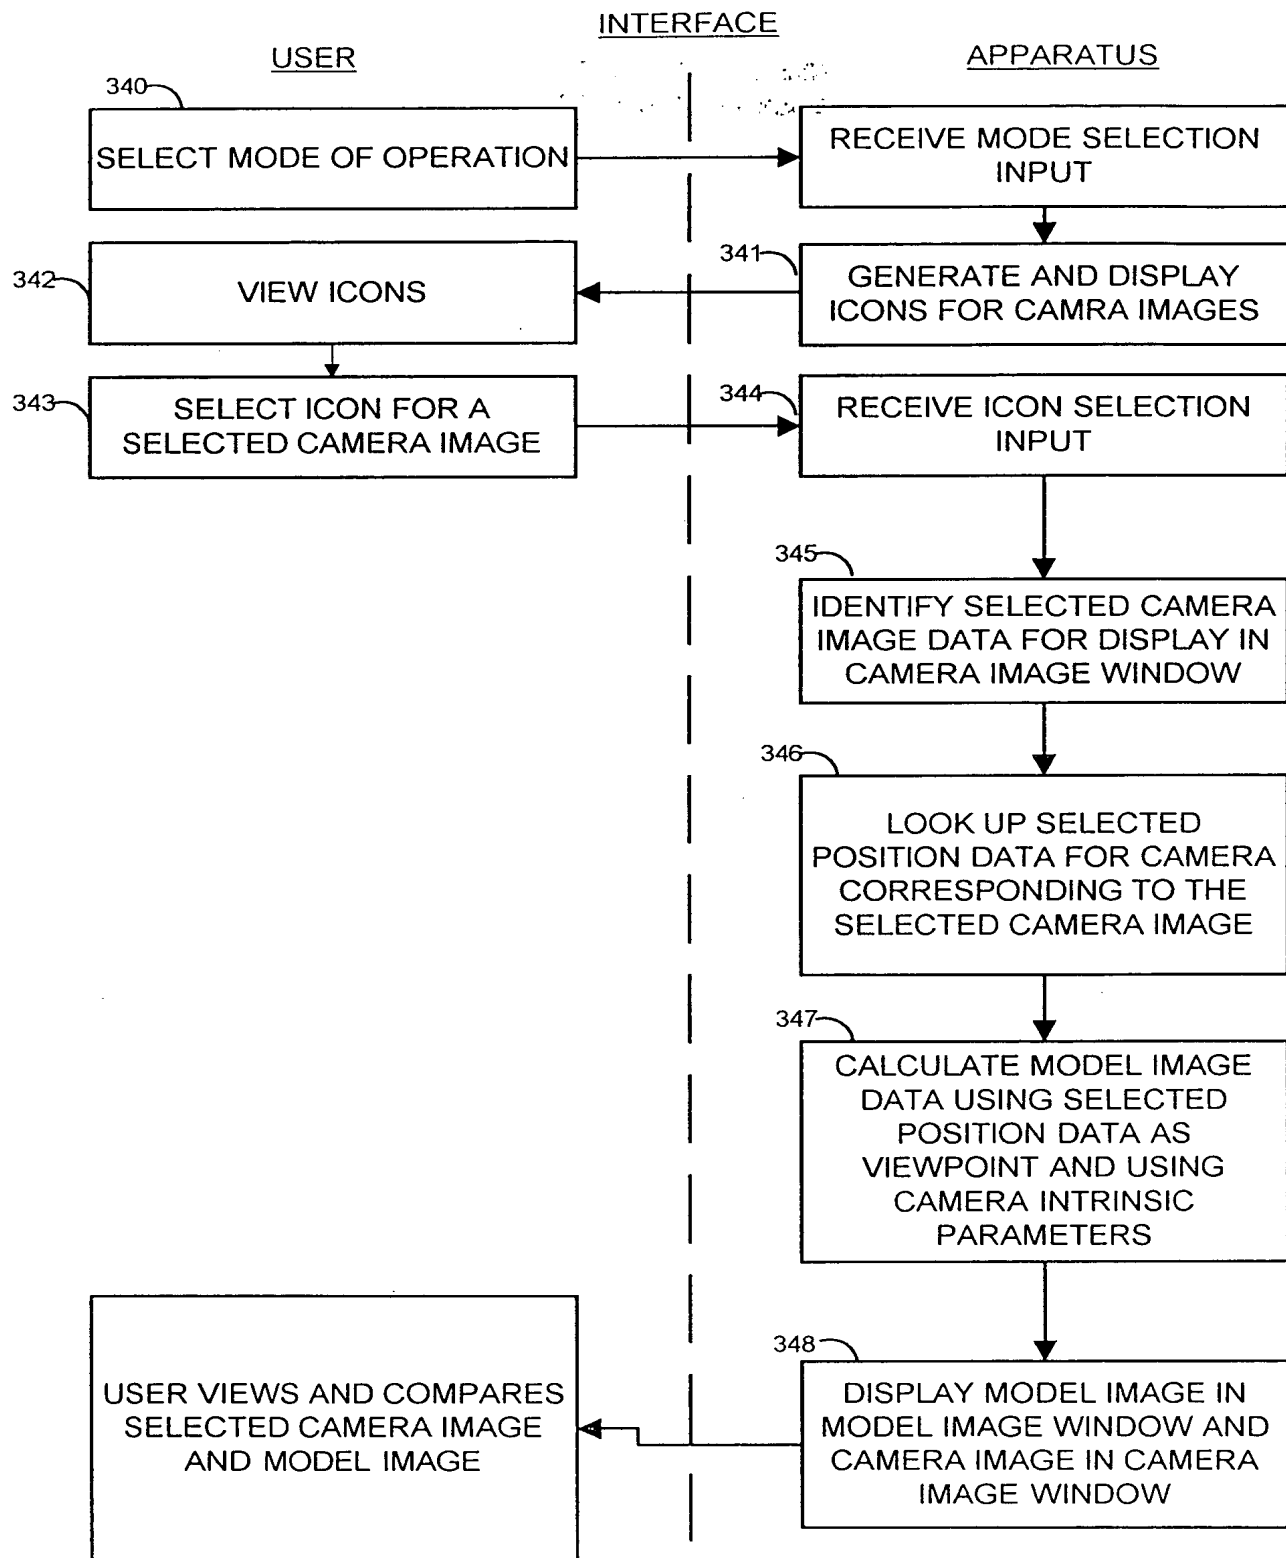 INTERFACE
USER
APPARATUS
340
SELECT MODE OF OPERATION
RECEIVE MODE SELECTION
INPUT
341
GENERATE AND DISPLAY
ICONS FOR CAMRA IMAGES
342
VIEW ICONS
343
SELECT ICON FOR A
SELECTED CAMERA IMAGE
344
RECEIVE ICON SELECTION
INPUT
345
IDENTIFY SELECTED CAMERA
IMAGE DATA FOR DISPLAY IN
CAMERA IMAGE WINDOW
346
LOOK UP SELECTED
POSITION DATA FOR CAMERA
CORRESPONDING TO THE
SELECTED CAMERA IMAGE
347
CALCULATE MODEL IMAGE
DATA USING SELECTED
POSITION DATA AS
VIEWPOINT AND USING
CAMERA INTRINSIC
PARAMETERS
348
DISPLAY MODEL IMAGE IN
MODEL IMAGE WINDOW AND
CAMERA IMAGE IN CAMERA
IMAGE WINDOW
USER VIEWS AND COMPARES
SELECTED CAMERA IMAGE
AND MODEL IMAGE